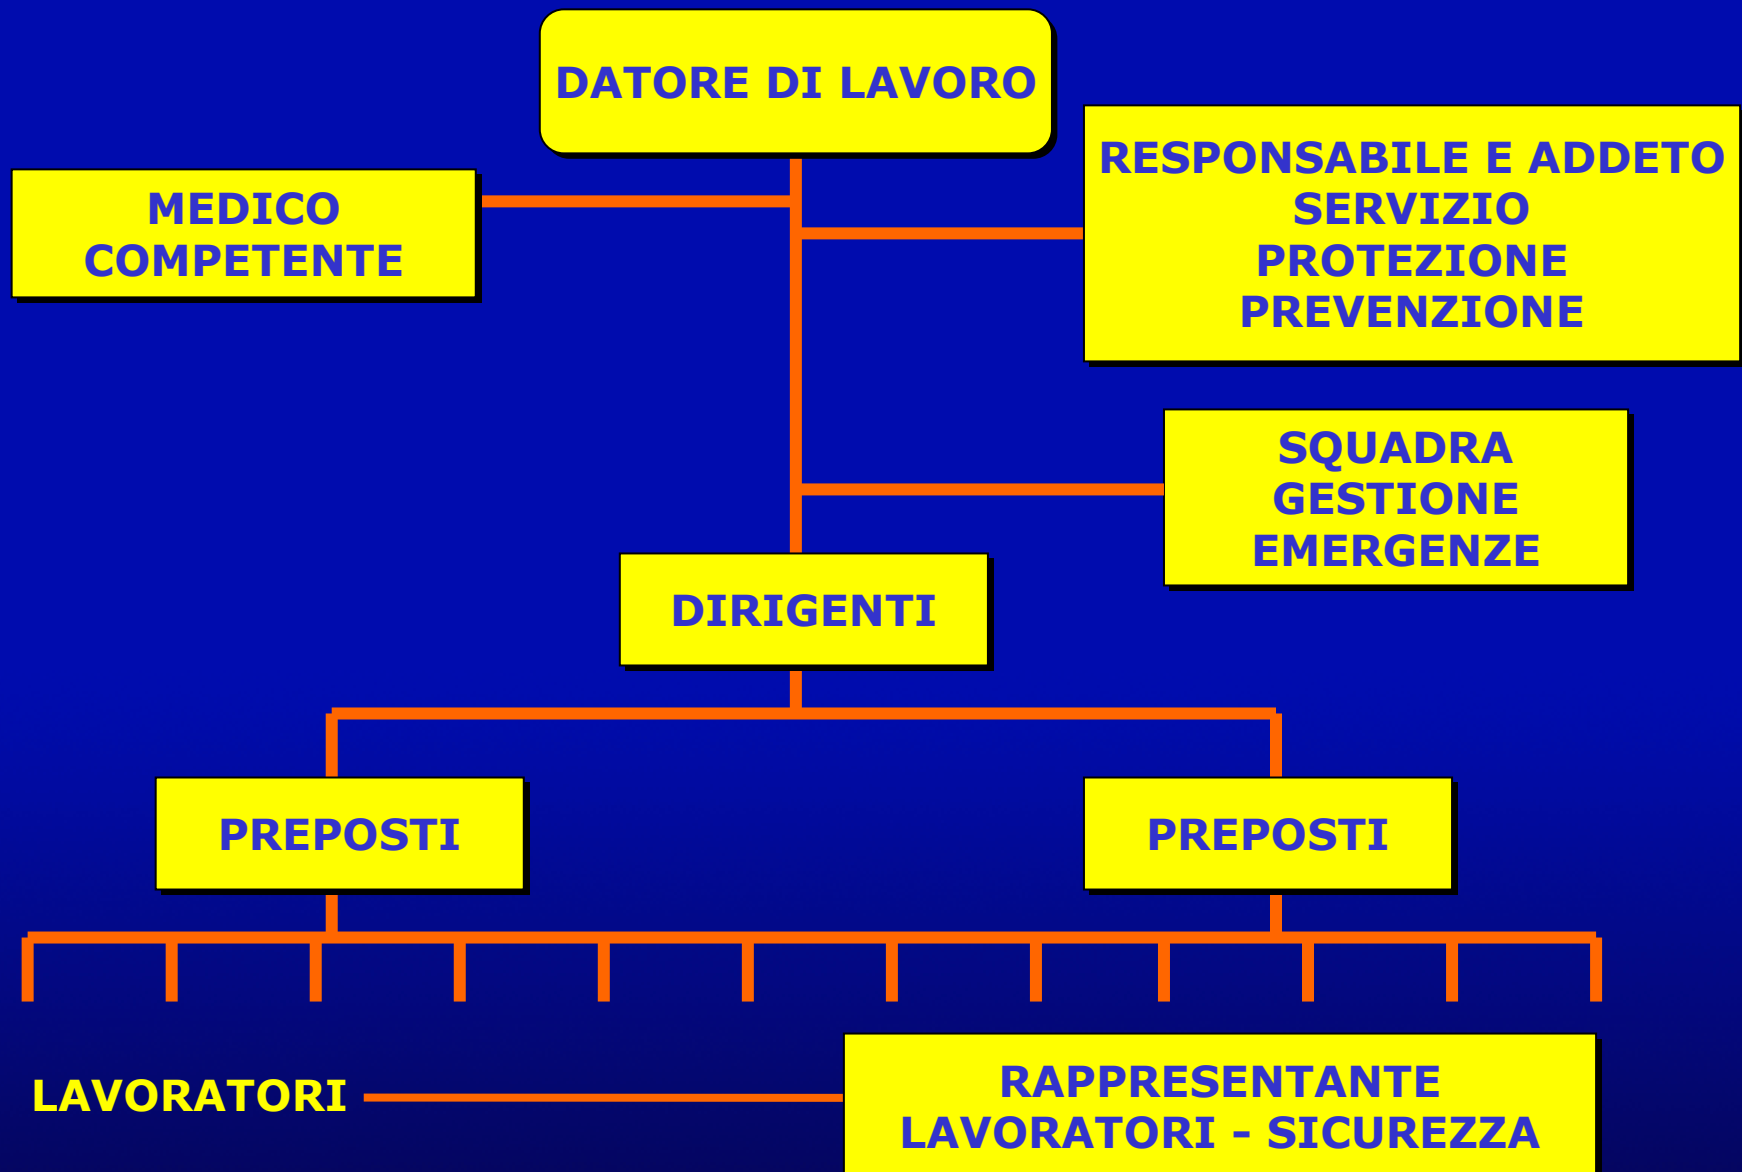 DATORE DI LAVORO
MEDICO
COMPETENTE
RESPONSABILE E ADDETO
SERVIZIO
PROTEZIONE
PREVENZIONE
SQUADRA
GESTIONE
EMERGENZE
DIRIGENTI
PREPOSTI
PREPOSTI
LAVORATORI
RAPPRESENTANTE
LAVORATORI - SICUREZZA